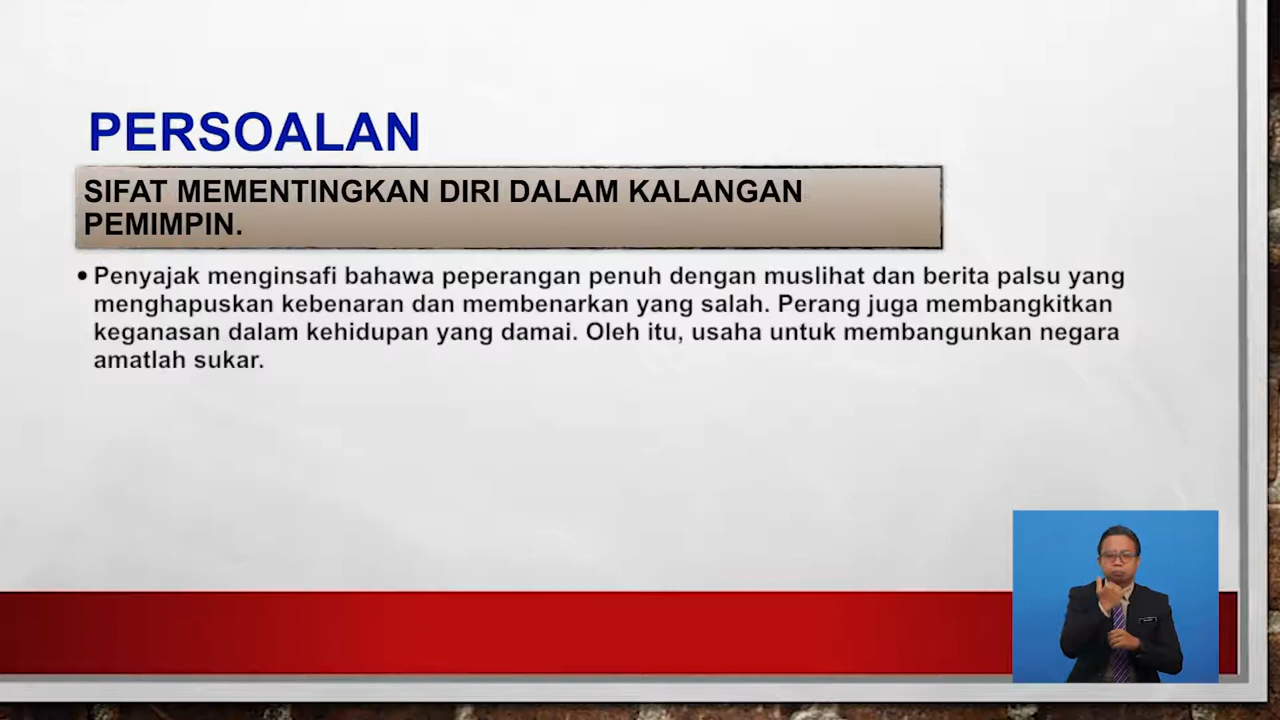 PERSOALAN
SIFAT MEMENTINGKAN DIRI DALAM KALANGAN
PEMIMPIN.
• Penyajak menginsafi bahawa peperangan penuh dengan muslihat dan berita palsu yang
menghapuskan kebenaran dan membenarkan yang salah. Perang juga membangkitkan
keganasan dalam kehidupan yang damai. Oleh itu, usaha untuk membangunkan negara
amatlah sukar.